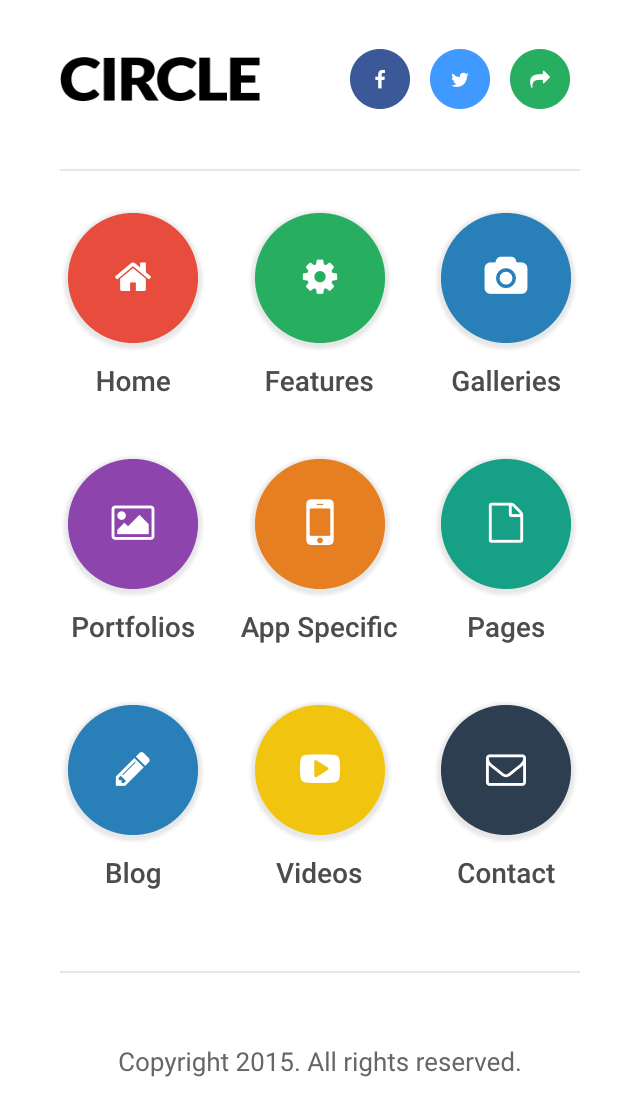 CIRCLE
Home
Features
Galleries
Portfolios
App Specific
Pages
Blog
Videos
Contact
Copyright 2015. All rights reserved.